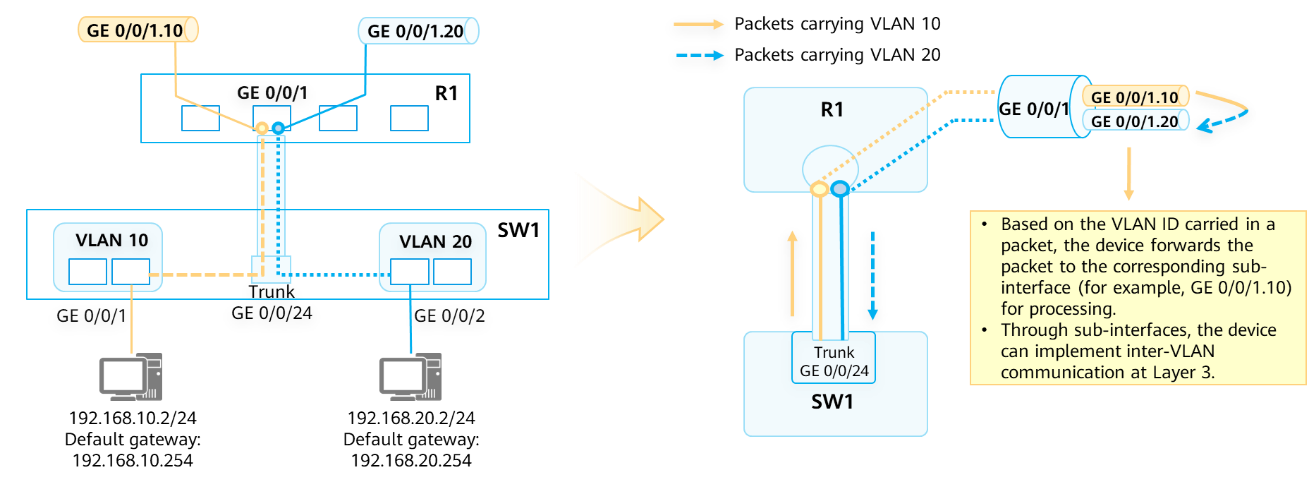 GE 0/0/1.10
GE 0/0/1.20
GE 0/0/1
R1
VLAN 10
VLAN 20
SW1
Trunk
GE 0/0/24
GE 0/0/1
GE 0/0/2
192.168.10.2/24
Default gateway:
192.168.10.254
192.168.20.2/24
Default gateway:
192.168.20.254
Packets carrying VLAN 10
Packets carrying VLAN 20
R1
GE 0/0/1
GE 0/0/1.10
GE 0/0/1.20
Trunk
GE 0/0/24
SW1
• Based on the VLAN ID carried in a
packet, the device forwards the
packet to the corresponding sub-
interface (for example, GE 0/0/1.10)
for processing.
• Through sub-interfaces, the device
can implement inter-VLAN
communication at Layer 3.